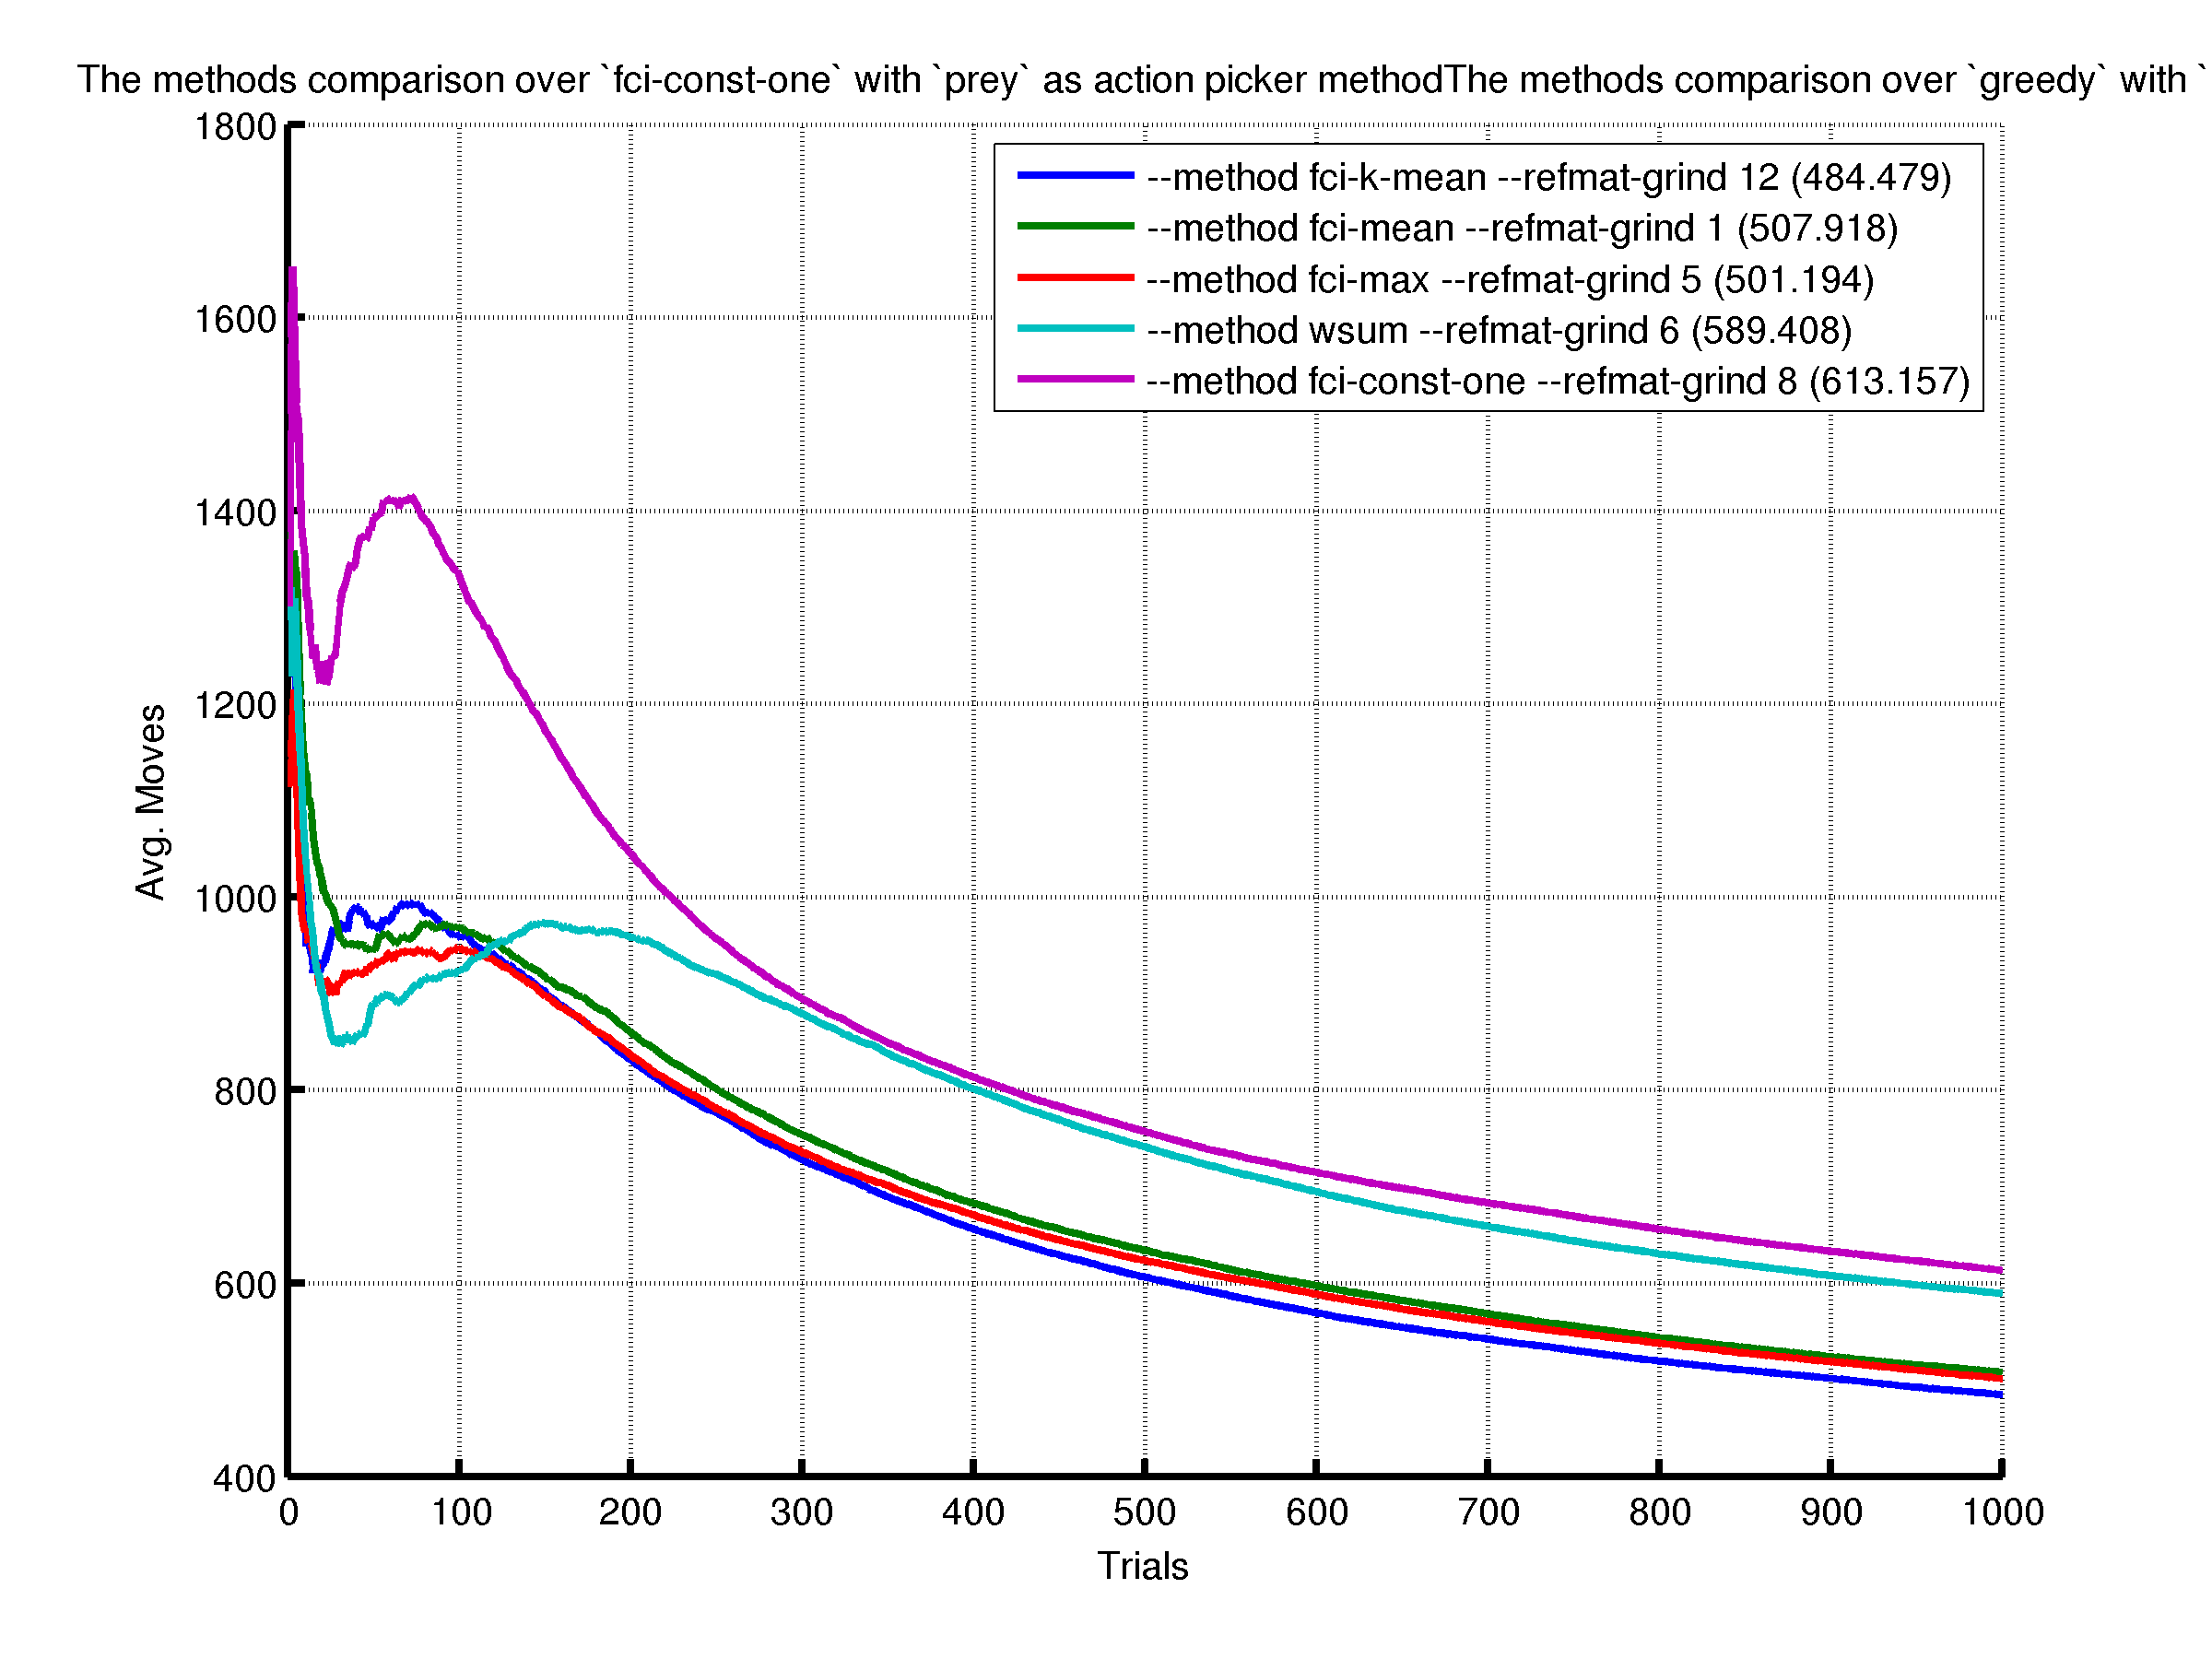 The methods comparison over `fci-const-one` with `prey` as action picker methodThe methods comparison over `greedy` with `
1800
1600
1400
1200
1000
800
600
400
--method fci-k-mean --refmat-grind 12 (484.479)
--method fci-mean --refmat-grind 1 (507.918)
--method fci-max --refmat-grind 5 (501.194)
--method wsum --refmat-grind 6 (589.408)
--method fci-const-one --refmat-grind 8 (613.157)
Avg. Moves
0 100 200 300 400 500 600 700 800 900 1000
Trials